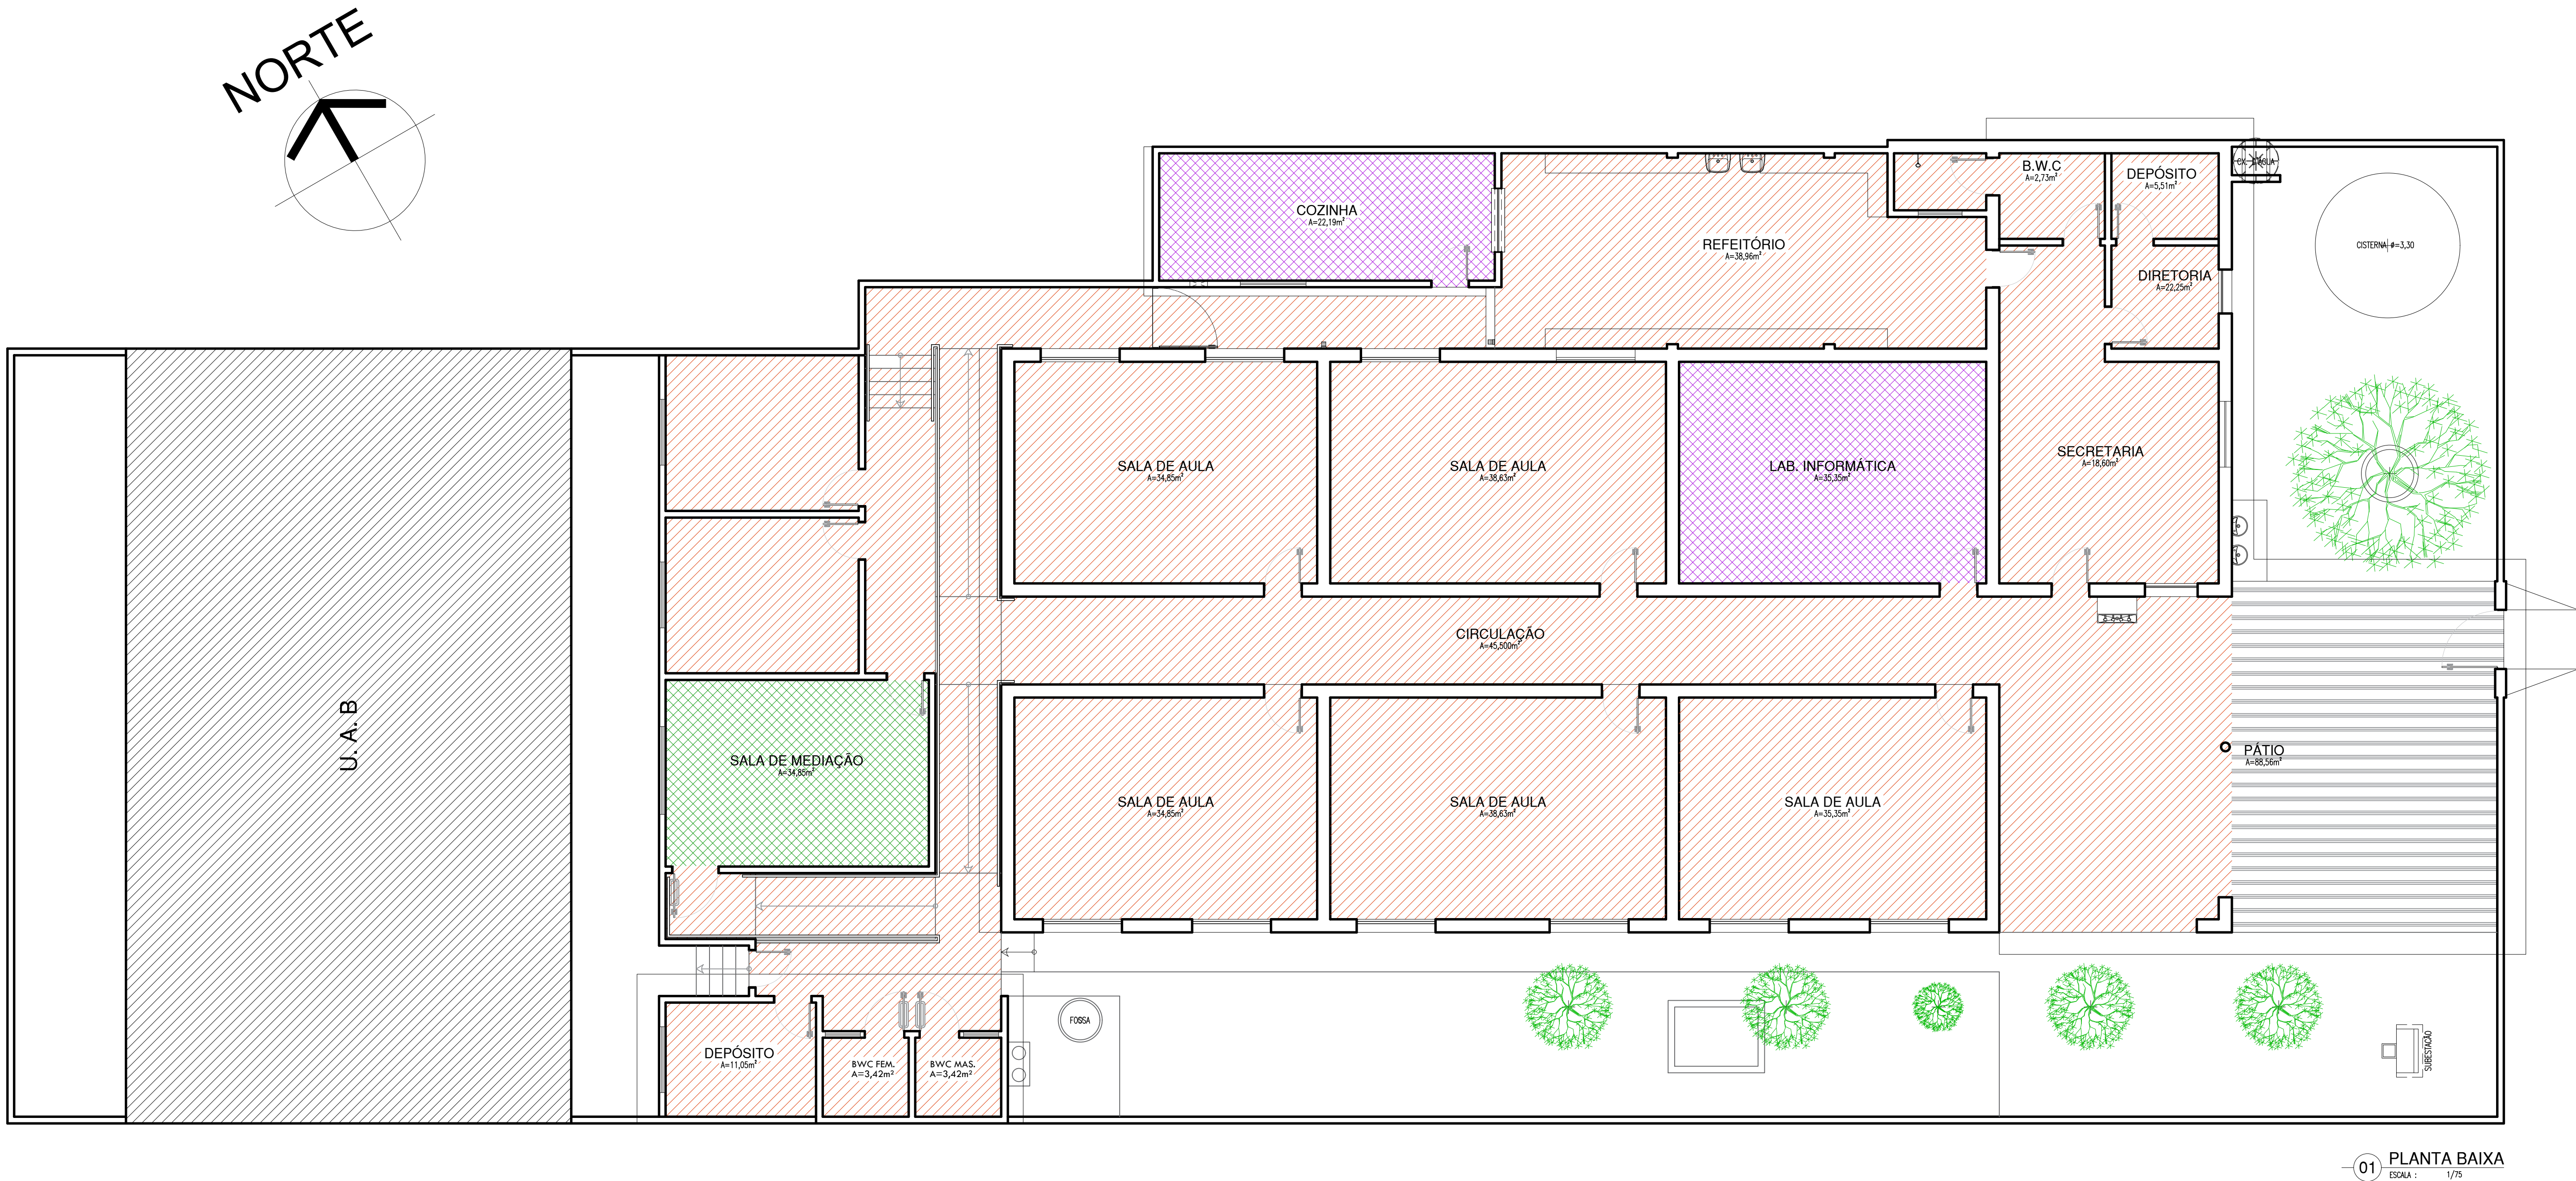 NORTE
COZINHA
A=22,19m²
REFEITÓRIO
A=38,96m²
B.W.C
A=2,73m²
DEPÓSITO
A=5,51m²
DIRETORIA
A=22,25m²
CISTERNA ø=3,30
SALA DE AULA
A=34,85m²
SALA DE AULA
A=38,63m²
LAB. INFORMÁTICA
A=35,35m²
SECRETARIA
A=18,60m²
CIRCULAÇÃO
A=45,500m²
U. A. B
SALA DE MEDIAÇÃO
A=34,85m²
SALA DE AULA
A=34,85m²
SALA DE AULA
A=38,63m²
SALA DE AULA
A=35,35m²
PÁTIO
A=88,56m²
FOSSA
SUBESTACÃO
DEPÓSITO
A=11,05m²
BWC FEM.
A=3,42m²
BWC MAS.
A=3,42m²
01 PLANTA BAIXA
ESCALA : 1/75